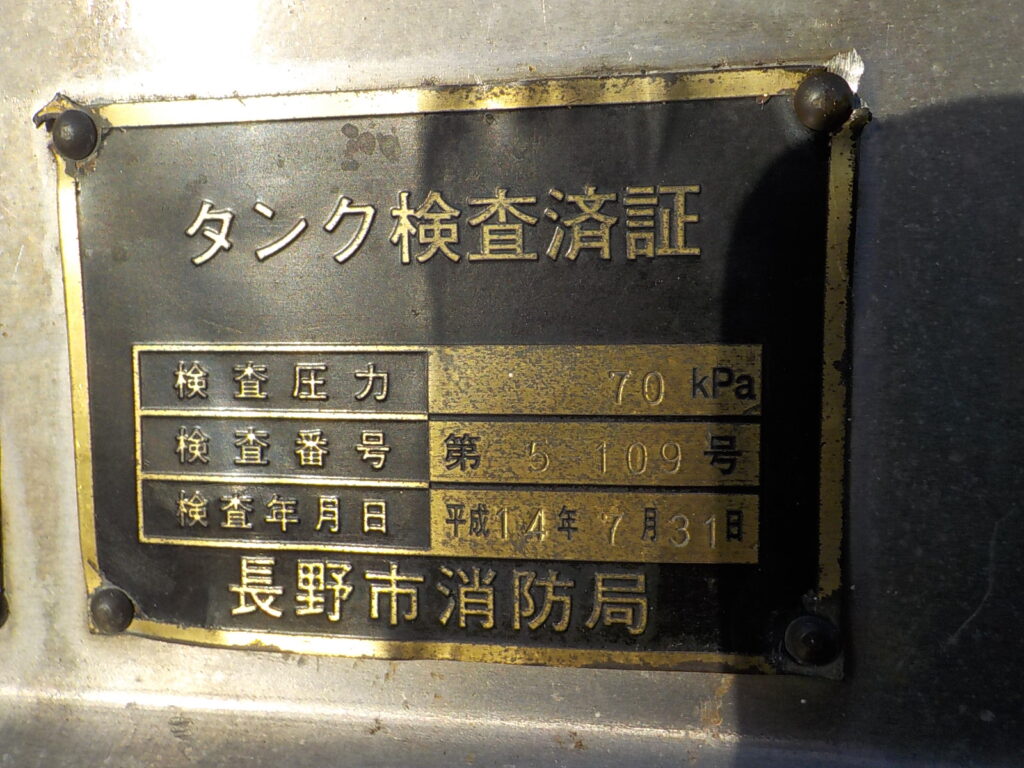 タンク検査済証
検査圧力 70 kPa
検査番号 第 5 109 号
検査年月日 平成14年 7月31日
長野市消防局